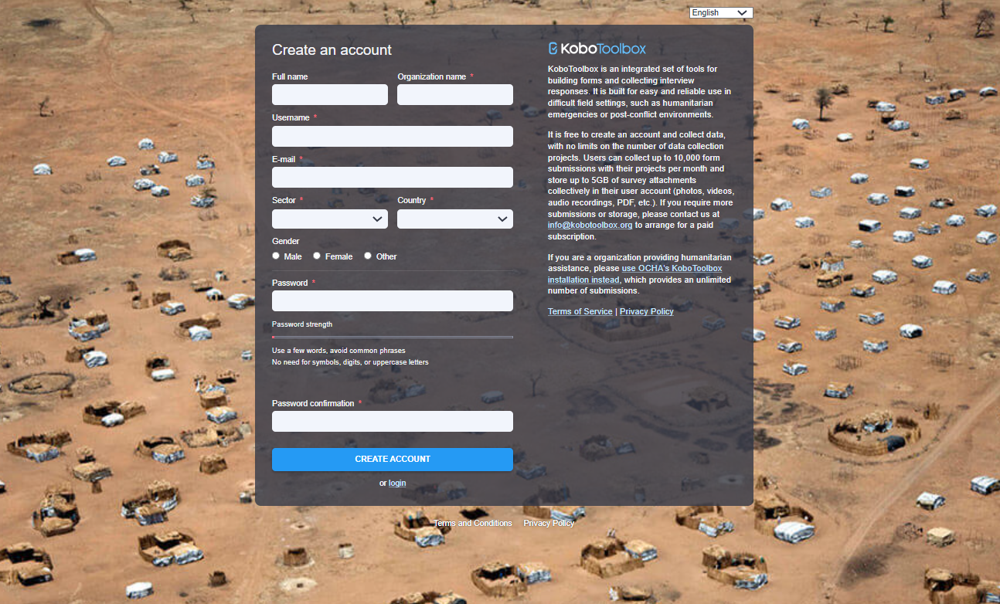 English
Create an account
Full name
Organization name *
Username *
E-mail *
Sector *
Country *
Gender
Male
Female
Other
Password *
Password strength
Use a few words, avoid common phrases
No need for symbols, digits, or uppercase letters
Password confirmation *
CREATE ACCOUNT
or login
KoboToolbox
KoboToolbox is an integrated set of tools for
building forms and collecting interview
responses. It is built for easy and reliable use in
difficult field settings, such as humanitarian
emergencies or post-conflict environments.
It is free to create an account and collect data,
with no limits on the number of data collection
projects. Users can collect up to 10,000 form
submissions with their projects per month and
store up to 5GB of survey attachments
collectively in their user account (photos, videos,
audio recordings, PDF, etc.). If you require more
submissions or storage, please contact us at
info@kobotoolbox.org to arrange for a paid
subscription.
If you are a organization providing humanitarian
assistance, please use OCHA's KoboToolbox
installation instead, which provides an unlimited
number of submissions.
Terms of Service | Privacy Policy
Terms and Conditions
Privacy Policy